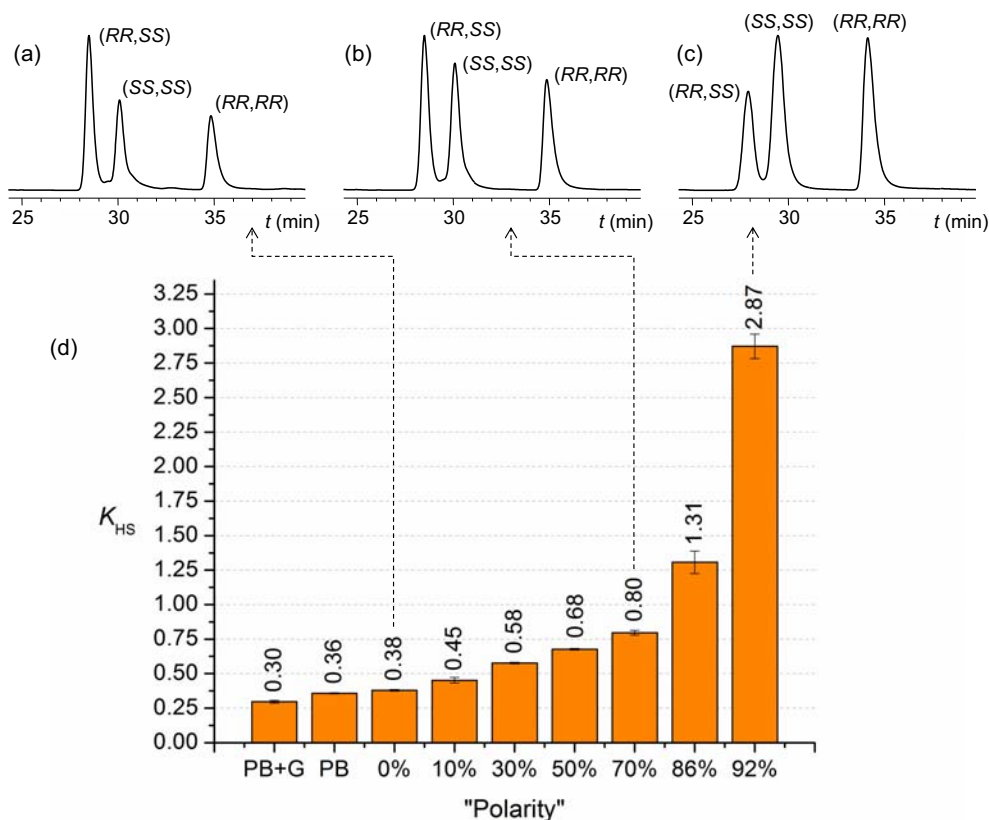 (a)
(RR,SS)
(SS,SS)
(RR,RR)
25 30 35 t (min)
(b)
(RR,SS)
(SS,SS)
(RR,RR)
25 30 35 t (min)
(c)
(SS,SS)
(RR,RR)
(RR,SS)
25 30 35 t (min)
(d)
3.25
3.00
2.75
2.50
2.25
2.00
1.75
1.50
1.25
1.00
0.75
0.50
0.25
0.00
KHS
0.30
0.36
0.38
0.45
0.58
0.68
0.80
1.31
2.87
PB+G PB 0% 10% 30% 50% 70% 86% 92%
"Polarity"